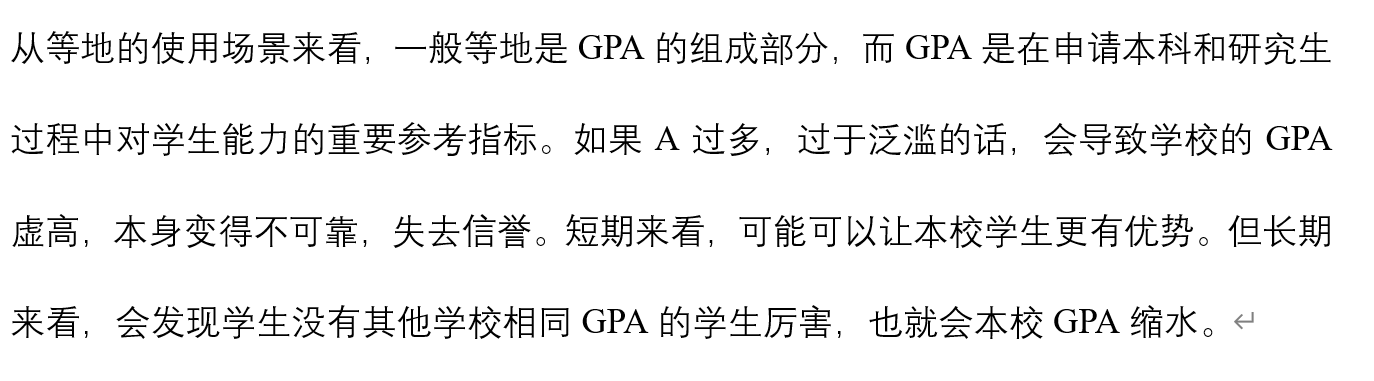 从等地的使用场景来看，一般等地是 GPA 的组成部分，而 GPA 是在申请本科和研究生
过程中对学生能力的重要参考指标。如果 A 过多，过于泛滥的话，会导致学校的 GPA
虚高，本身变得不可靠，失去信誉。短期来看，可能可以让本校学生更有优势。但长期
来看，会发现学生没有其他学校相同 GPA 的学生厉害，也就会本校 GPA 缩水。↵